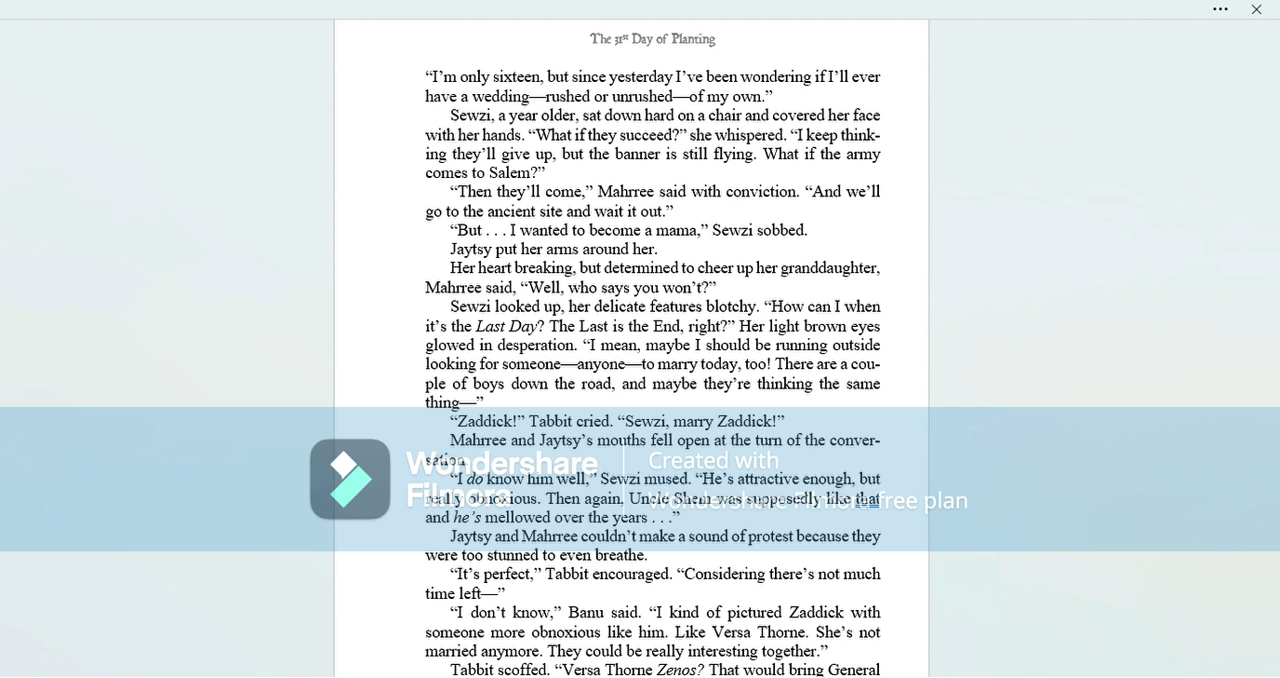 The 31st Day of Planting
“I’m only sixteen, but since yesterday I’ve been wondering if I’ll ever
have a wedding—rushed or unrushed—of my own.”
Sewzi, a year older, sat down hard on a chair and covered her face
with her hands. “What if they succeed?” she whispered. “I keep think-
ing they’ll give up, but the banner is still flying. What if the army
comes to Salem?”
“Then they’ll come,” Mahrree said with conviction. “And we’ll
go to the ancient site and wait it out.”
“But . . . I wanted to become a mama,” Sewzi sobbed.
Jaytsy put her arms around her.
Her heart breaking, but determined to cheer up her granddaughter,
Mahrree said, “Well, who says you won’t?”
Sewzi looked up, her delicate features blotchy. “How can I when
it’s the Last Day? The Last is the End, right?” Her light brown eyes
glowed in desperation. “I mean, maybe I should be running outside
looking for someone—anyone—to marry today, too! There are a cou-
ple of boys down the road, and maybe they’re thinking the same
thing—”
“Zaddick!” Tabbit cried. “Sewzi, marry Zaddick!”
Mahrree and Jaytsy’s mouths fell open at the turn of the conver-
sation.
“I do know him well,” Sewzi mused. “He’s attractive enough, but
really obnoxious. Then again, Uncle Shem was supposedly like that
and he’s mellowed over the years . . .”
Jaytsy and Mahrree couldn’t make a sound of protest because they
were too stunned to even breathe.
“It’s perfect,” Tabbit encouraged. “Considering there’s not much
time left—”
“I don’t know,” Banu said. “I kind of pictured Zaddick with
someone more obnoxious like him. Like Versa Thorne. She’s not
married anymore. They could be really interesting together.”
Tabbit scoffed. “Versa Thorne Zenos? That would bring General
Wondershare
Filmora
Created with
Wondershare Filmora free plan